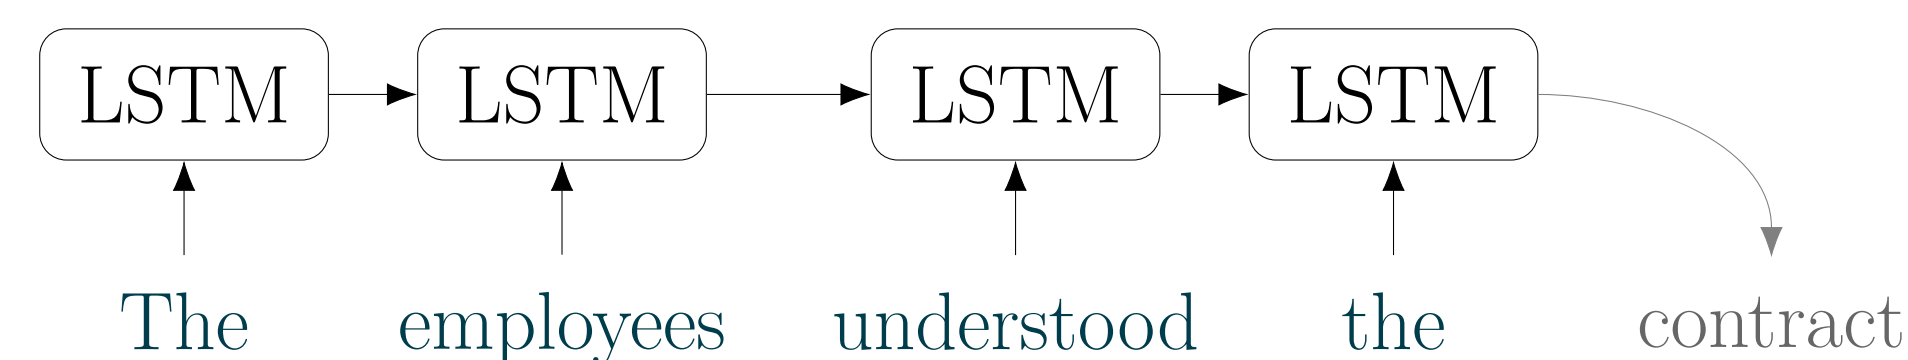 LSTM LSTM LSTM LSTM
The employees understood the contract